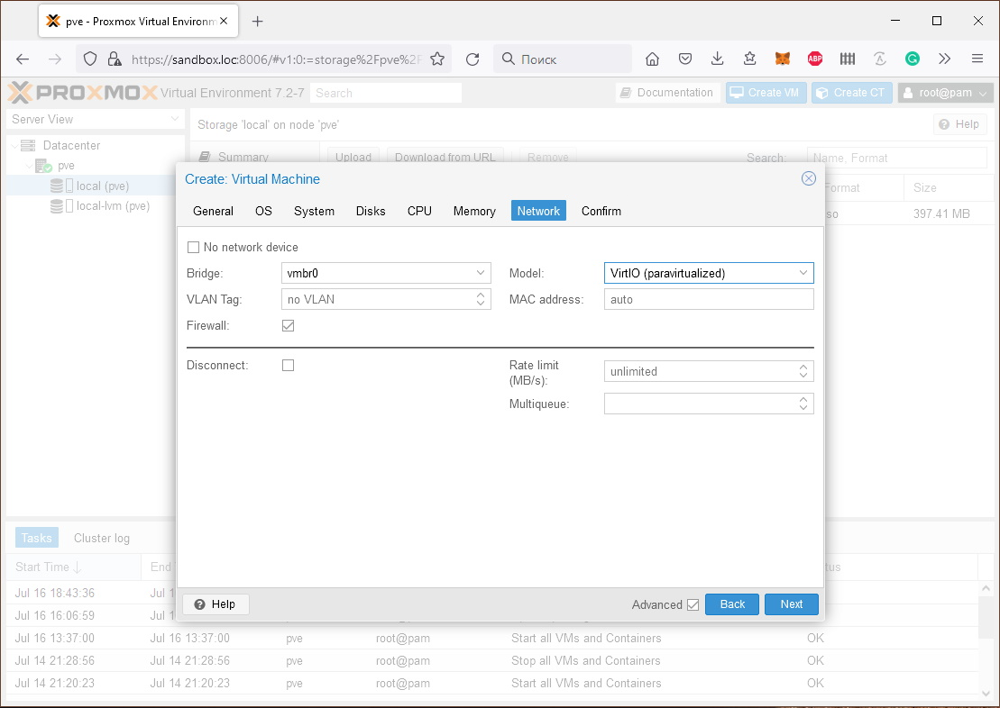 pve - Proxmox Virtual Environm
https://sandbox.loc:8006/#v1:0:=storage%2Fpve%2F
Поиск
ABP
PROXMOX Virtual Environment 7.2-7
Search
Documentation
Create VM
Create CT
root@pam
Server View
Storage 'local' on node 'pve'
Help
Datacenter
pve
local (pve)
local-lvm (pve)
Summary
Upload
Download from URL
Remove
Search:
Name, Format
Format
Size
so
397.41 MB
Create: Virtual Machine
General
OS
System
Disks
CPU
Memory
Network
Confirm
No network device
Bridge:
vmbr0
Model:
VirtIO (paravirtualized)
VLAN Tag:
no VLAN
MAC address:
auto
Firewall:
Disconnect:
Rate limit
(MB/s):
unlimited
Multiqueue:
Help
Advanced
Back
Next
Tasks
Cluster log
Start Time
End
tus
Jul 16 18:43:36
Jul 1
Jul 16 16:06:59
Jul 1
Jul 16 13:37:00
Jul 16 13:37:00
pve
root@pam
Start all VMs and Containers
OK
Jul 14 21:28:56
Jul 14 21:28:56
pve
root@pam
Stop all VMs and Containers
OK
Jul 14 21:20:23
Jul 14 21:20:23
pve
root@pam
Start all VMs and Containers
OK